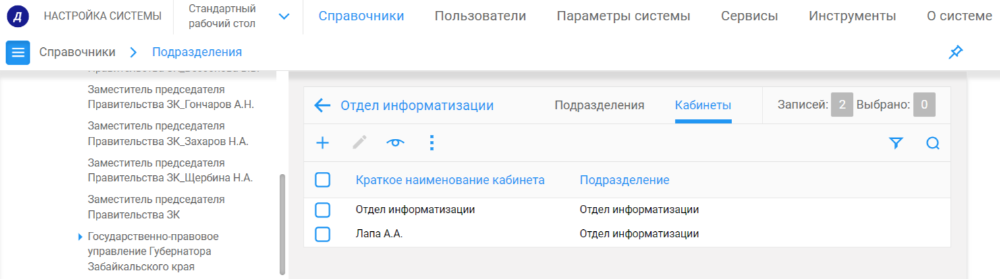 Д НАСТРОЙКА СИСТЕМЫ Стандартный рабочий стол Справочники Пользователи Параметры системы Сервисы Инструменты О системе
Справочники Подразделения
Заместитель председателя
Правительства ЗК_Гончаров А.Н.
Заместитель председателя
Правительства ЗК_Захаров Н.А.
Заместитель председателя
Правительства ЗК_Щербина Н.А.
Заместитель председателя
Правительства ЗК
Государственно-правовое
управление Губернатора
Забайкальского края
Отдел информатизации Подразделения Кабинеты Записей: 2 Выбрано: 0
Краткое наименование кабинета Подразделение
Отдел информатизации Отдел информатизации
Лапа А.А. Отдел информатизации